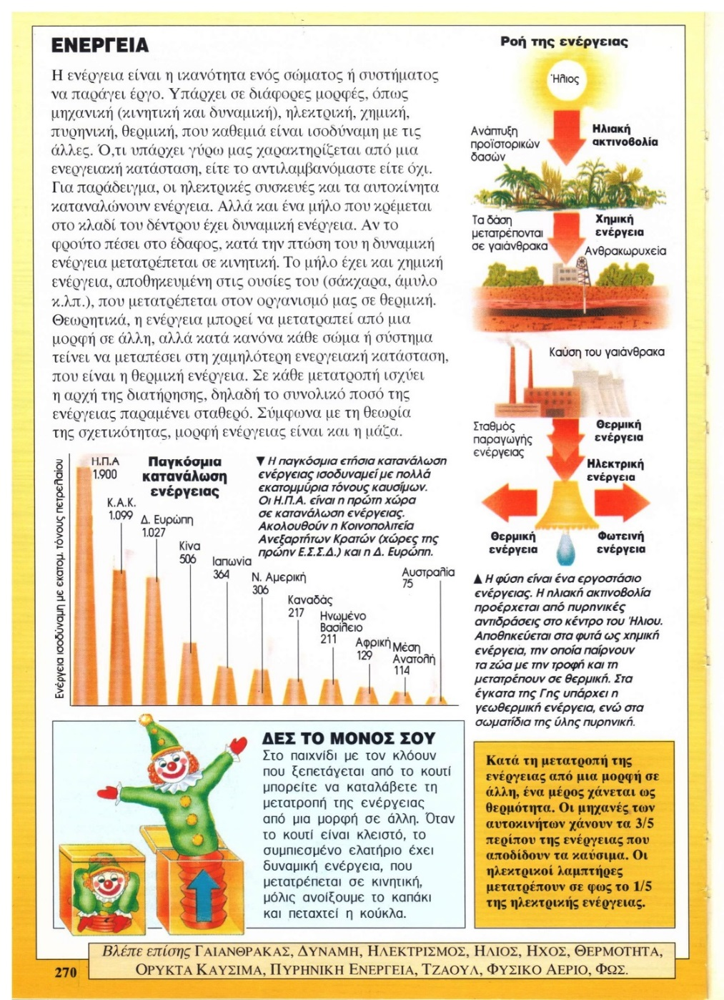 ΕΝΕΡΓΕΙΑ
Η ενέργεια είναι η ικανότητα ενός σώματος ή συστήματος
να παράγει έργο. Υπάρχει σε διάφορες μορφές, όπως
μηχανική (κινητική και δυναμική), ηλεκτρική, χημική,
πυρηνική, θερμική, που καθεμιά είναι ισοδύναμη με τις
άλλες. Ό,τι υπάρχει γύρω μας χαρακτηρίζεται από μια
ενεργειακή κατάσταση, είτε το αντιλαμβανόμαστε είτε όχι.
Για παράδειγμα, οι ηλεκτρικές συσκευές και τα αυτοκίνητα
καταναλώνουν ενέργεια. Αλλά και ένα μήλο που κρέμεται
στο κλαδί του δέντρου έχει δυναμική ενέργεια. Αν το
φρούτο πέσει στο έδαφος, κατά την πτώση του η δυναμική
ενέργεια μετατρέπεται σε κινητική. Το μήλο έχει και χημική
ενέργεια, αποθηκευμένη στις ουσίες του (σάκχαρα, άμυλο
κ.λπ.), που μετατρέπεται στον οργανισμό μας σε θερμική.
Θεωρητικά, η ενέργεια μπορεί να μετατραπεί από μια
μορφή σε άλλη, αλλά κατά κανόνα κάθε σώμα ή σύστημα
τείνει να μεταπέσει στη χαμηλότερη ενεργειακή κατάσταση,
που είναι η θερμική ενέργεια. Σε κάθε μετατροπή ισχύει
η αρχή της διατήρησης, δηλαδή το συνολικό ποσό της
ενέργειας παραμένει σταθερό. Σύμφωνα με τη θεωρία
της σχετικότητας, μορφή ενέργειας είναι και η μάζα.
Ροή της ενέργειας
Ήλιος
Ανάπτυξη
προϊστορικών
δασών
Ηλιακή
ακτινοβολία
Τα δάση
μετατρέπονται
σε γαιάνθρακα
Χημική
ενέργεια
Ανθρακωρυχεία
Καύση του γαιάνθρακα
Σταθμός
παραγωγής
ενέργειας
Θερμική
ενέργεια
Ηλεκτρική
ενέργεια
Θερμική
ενέργεια
Φωτεινή
ενέργεια
▲ Η φύση είναι ένα εργοστάσιο
ενέργειας. Η ηλιακή ακτινοβολία
προέρχεται από πυρηνικές
αντιδράσεις στο κέντρο του Ήλιου.
Αποθηκεύεται στα φυτά ως χημική
ενέργεια, την οποία παίρνουν
τα ζώα με την τροφή και τη
μετατρέπουν σε θερμική. Στα
έγκατα της Γης υπάρχει η
γεωθερμική ενέργεια, ενώ στα
σωματίδια της ύλης πυρηνική.
Παγκόσμια
κατανάλωση
ενέργειας
▼ Η παγκόσμια ετήσια κατανάλωση
ενέργειας ισοδυναμεί με πολλά
εκατομμύρια τόνους καυσίμων.
Οι Η.Π.Α. είναι η πρώτη χώρα
σε κατανάλωση ενέργειας.
Ακολουθούν η Κοινοπολιτεία
Ανεξαρτήτων Κρατών (χώρες της
πρώην Ε.Σ.Σ.Δ.) και η Δ. Ευρώπη.
Ενέργεια ισοδύναμη με εκατομ. τόνους πετρελαίου
Η.Π.Α
1.900
Κ.Α.Κ.
1.099
Δ. Ευρώπη
1.027
Κίνα
506
Ιαπωνία
364
Ν. Αμερική
306
Καναδάς
217
Ηνωμένο
Βασίλειο
211
Αφρική
129
Μέση
Ανατολή
114
Αυστραλία
75
ΔΕΣ ΤΟ ΜΟΝΟΣ ΣΟΥ
Στο παιχνίδι με τον κλόουν
που ξεπετάγεται από το κουτί
μπορείτε να καταλάβετε τη
μετατροπή της ενέργειας
από μια μορφή σε άλλη. Όταν
το κουτί είναι κλειστό, το
συμπιεσμένο ελατήριο έχει
δυναμική ενέργεια, που
μετατρέπεται σε κινητική,
μόλις ανοίξουμε το καπάκι
και πεταχτεί η κούκλα.
Κατά τη μετατροπή της
ενέργειας από μια μορφή σε
άλλη, ένα μέρος χάνεται ως
θερμότητα. Οι μηχανές των
αυτοκινήτων χάνουν τα 3/5
περίπου της ενέργειας που
αποδίδουν τα καύσιμα. Οι
ηλεκτρικοί λαμπτήρες
μετατρέπουν σε φως το 1/5
της ηλεκτρικής ενέργειας.
Βλέπε επίσης ΓΑΙΑΝΘΡΑΚΑΣ, ΔΥΝΑΜΗ, ΗΛΕΚΤΡΙΣΜΟΣ, ΗΛΙΟΣ, ΗΧΟΣ, ΘΕΡΜΟΤΗΤΑ,
ΟΡΥΚΤΑ ΚΑΥΣΙΜΑ, ΠΥΡΗΝΙΚΗ ΕΝΕΡΓΕΙΑ, ΤΖΑΟΥΛ, ΦΥΣΙΚΟ ΑΕΡΙΟ, ΦΩΣ.
270